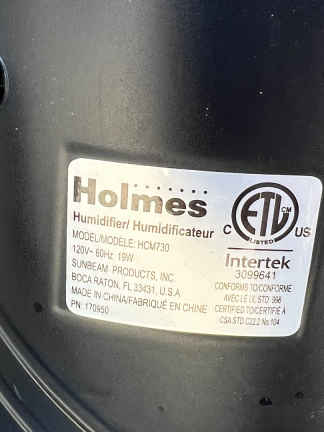 Holmes
Humidifier/ Humidificateur
MODEL/MODELE: HCM730
120V~ 60Hz 19W
SUNBEAM PRODUCTS, INC.
BOCA RATON, FL 33431, U.S.A.
MADE IN CHINA/FABRIQUÉ EN CHINE
PN: 170950
C ETL CM LISTED US
Intertek
3099641
CONFORMS TO/CONFORME
AVEC LE UL STD. 998
CERTIFIED TO/CERTIFIÉ À
CSA STD C22.2 No.104